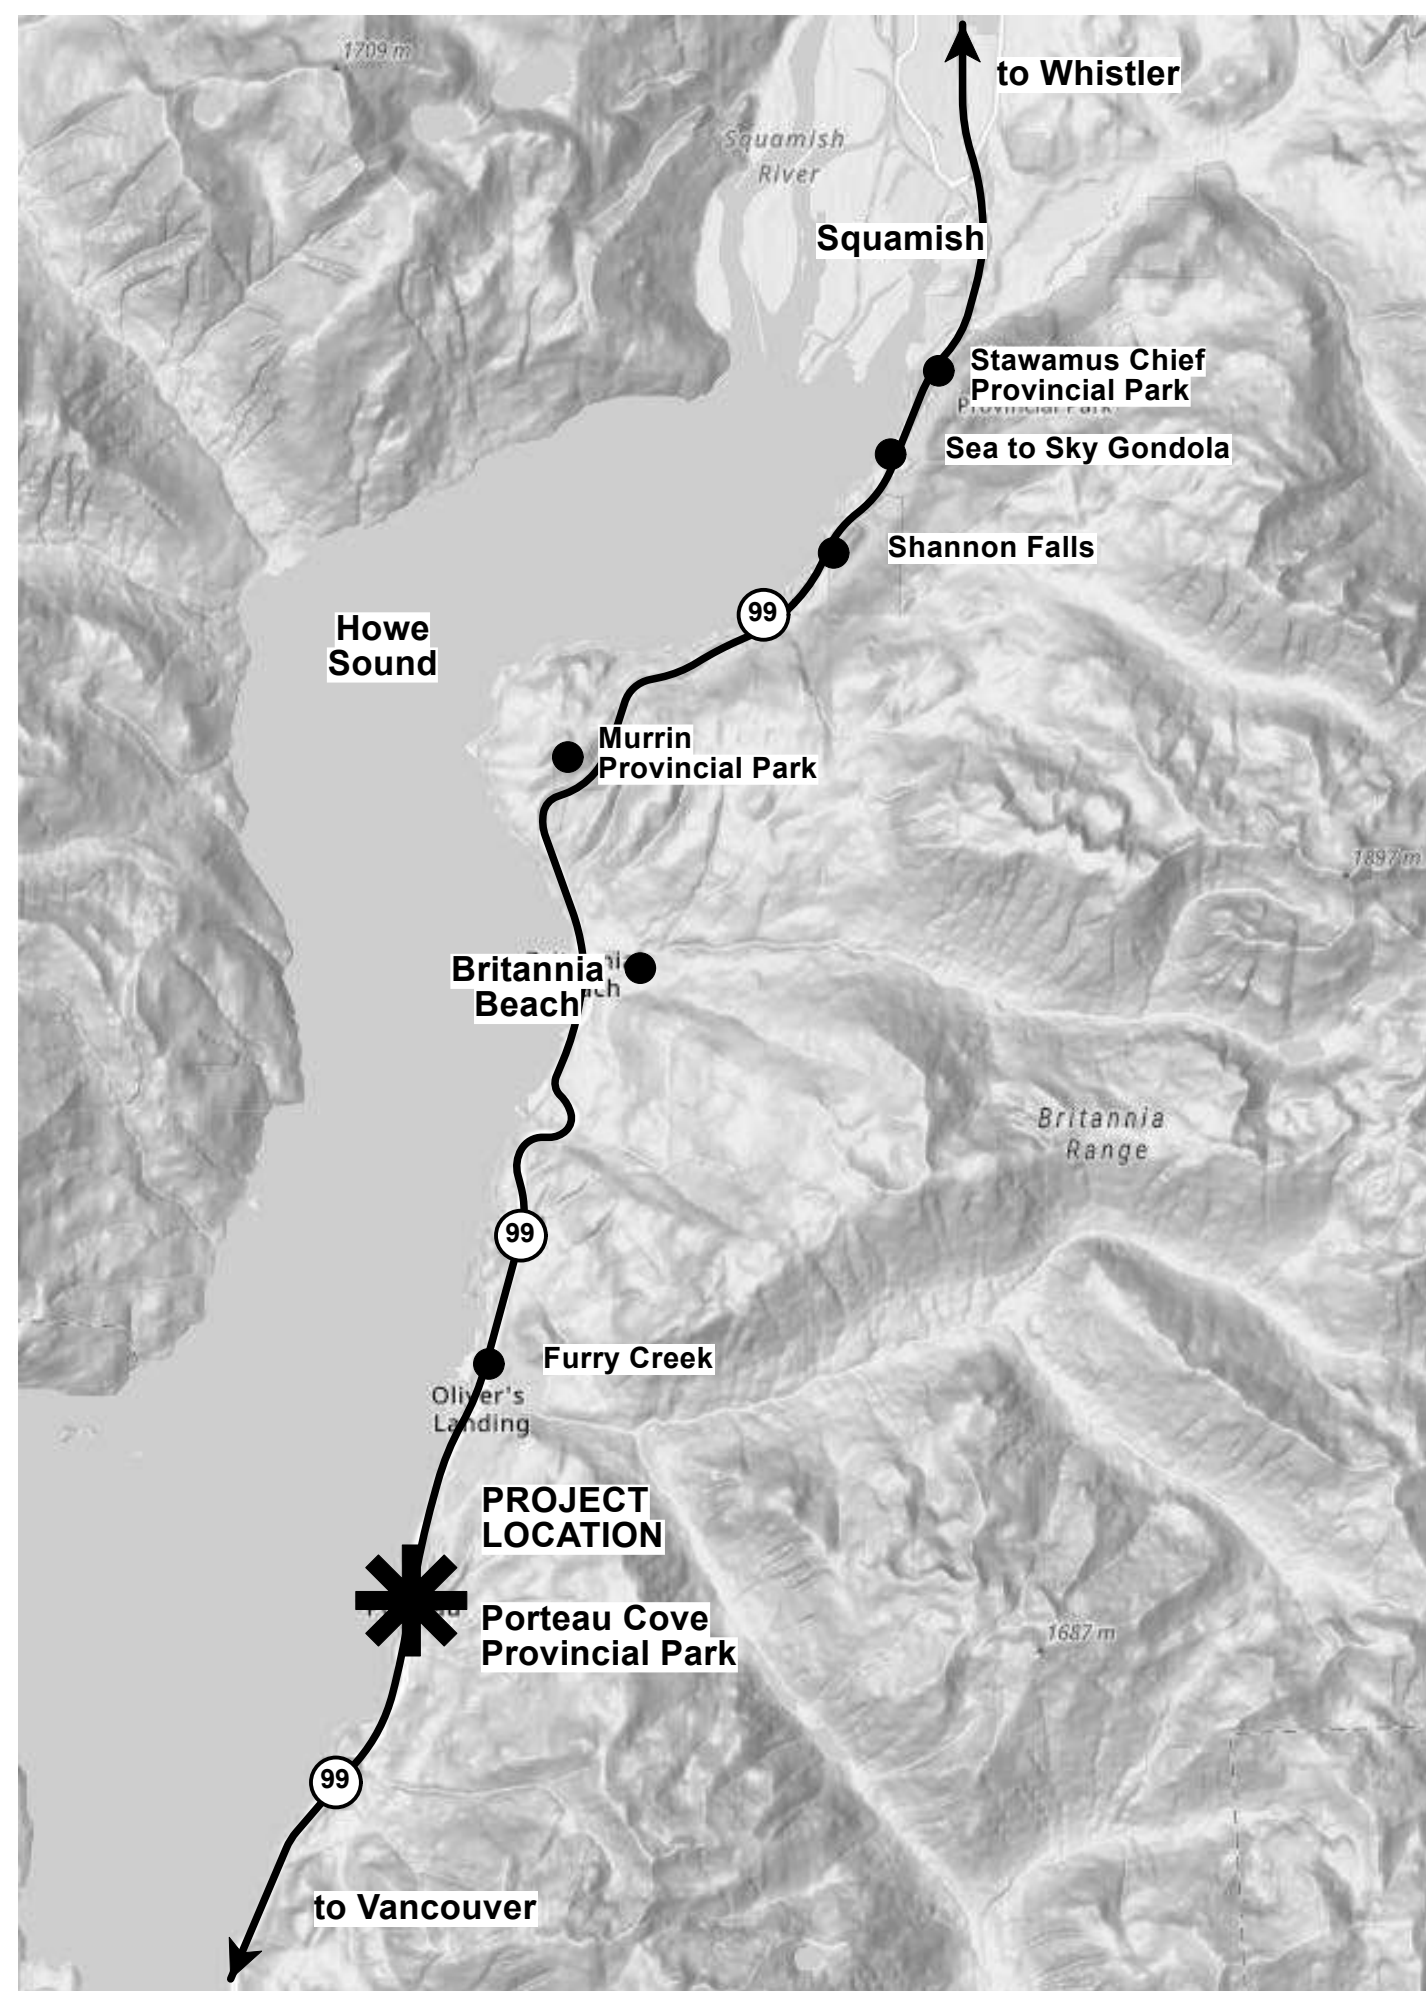 1709 m
to Whistler
Squamish
River
Squamish
Stawamus Chief
Provincial Park
Provincial Park
Sea to Sky Gondola
Shannon Falls
99
Howe
Sound
Murrin
Provincial Park
1897 m
Britannia
Beach
Britannia
Range
99
Furry Creek
Oliver's
Landing
PROJECT
LOCATION
Porteau Cove
Provincial Park
1687 m
99
to Vancouver